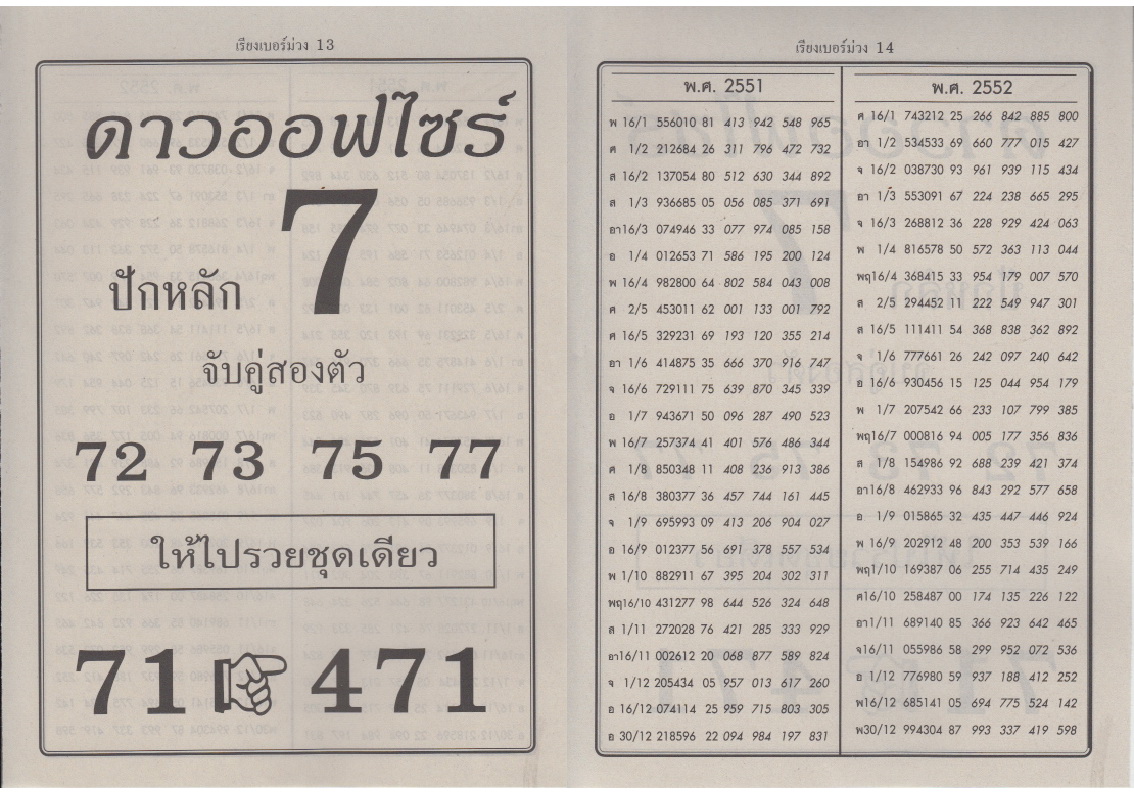 เรียงเบอร์ม่วง 13
ดาวออฟไซร์
7
ปักหลัก
จับคู่สองตัว
72 73 75 77
ให้ไปรวยชุดเดียว
71 471
เรียงเบอร์ม่วง 14
พ.ศ. 2551
พ 16/1 556010 81 413 942 548 965
ศ 1/2 212684 26 311 796 472 732
ส 16/2 137054 80 512 630 344 892
ส 1/3 936685 05 056 085 371 691
อา16/3 074946 33 077 974 085 158
อ 1/4 012653 71 586 195 200 124
พ 16/4 982800 64 802 584 043 008
ศ 2/5 453011 62 001 133 001 792
ศ 16/5 329231 69 193 120 355 214
อา 1/6 414875 35 666 370 916 747
จ 16/6 729111 75 639 870 345 339
อ 1/7 943671 50 096 287 490 523
พ 16/7 257374 41 401 576 486 344
ศ 1/8 850348 11 408 236 913 386
ส 16/8 380377 36 457 744 161 445
จ 1/9 695993 09 413 206 904 027
อ 16/9 012377 56 691 378 557 534
พ 1/10 882911 67 395 204 302 311
พฤ16/10 431277 98 644 526 324 648
ส 1/11 272028 76 421 285 333 929
อา16/11 002612 20 068 877 589 824
จ 1/12 205434 05 957 013 617 260
อ 16/12 074114 25 959 715 803 305
อ 30/12 218596 22 094 984 197 831
พ.ศ. 2552
ศ 16/1 743212 25 266 842 885 800
อา 1/2 534533 69 660 777 015 427
จ 16/2 038730 93 961 939 115 434
อา 1/3 553091 67 224 238 665 295
จ 16/3 268812 36 228 929 424 063
พ 1/4 816578 50 572 363 113 044
พฤ16/4 368415 33 954 179 007 570
ส 2/5 294452 11 222 549 947 301
ส 16/5 111411 54 368 838 362 892
จ 1/6 777661 26 242 097 240 642
อ 16/6 930456 15 125 044 954 179
พ 1/7 207542 66 233 107 799 385
พฤ16/7 000816 94 005 177 356 836
ส 1/8 154986 92 688 239 421 374
อา16/8 462933 96 843 292 577 658
อ 1/9 015865 32 435 447 446 924
พ 16/9 202912 48 200 353 539 166
พฤ1/10 169387 06 255 714 435 249
ศ16/10 258487 00 174 135 226 122
อา1/11 689140 85 366 923 642 465
จ16/11 055986 58 299 952 072 536
อ 1/12 776980 59 937 188 412 252
พ16/12 685141 05 694 775 524 142
พ30/12 994304 87 993 337 419 598